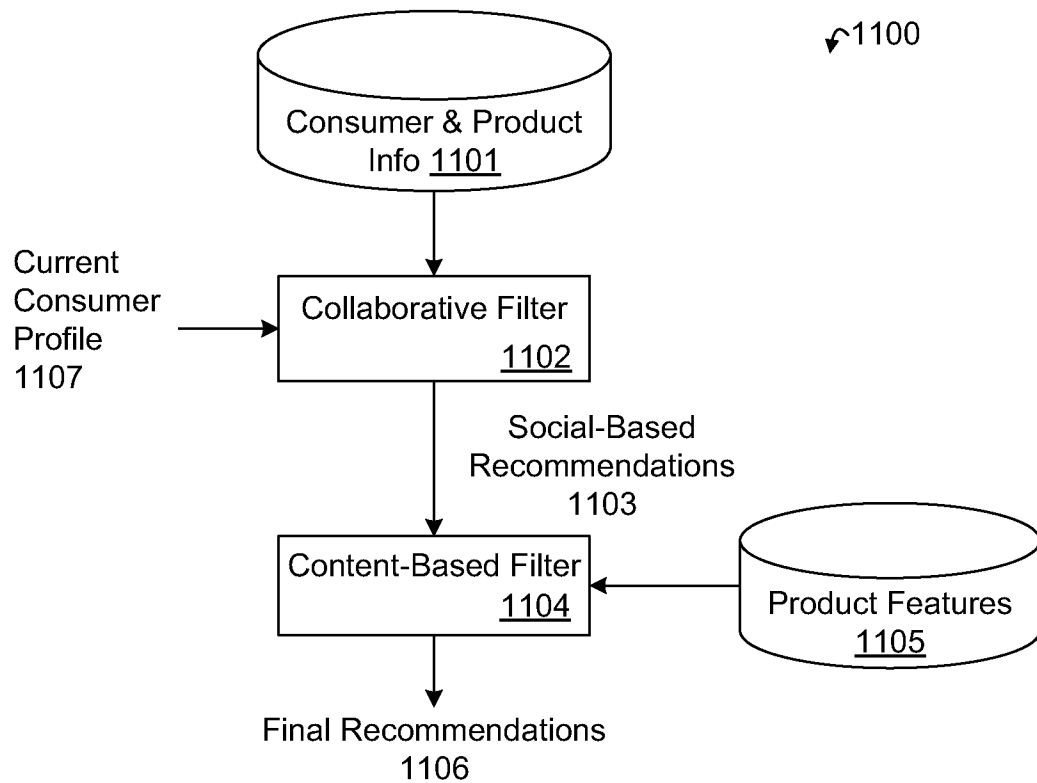 1100
Consumer & Product
Info 1101
Current
Consumer
Profile
1107
Collaborative Filter
1102
Social-Based
Recommendations
1103
Content-Based Filter
1104
Product Features
1105
Final Recommendations
1106